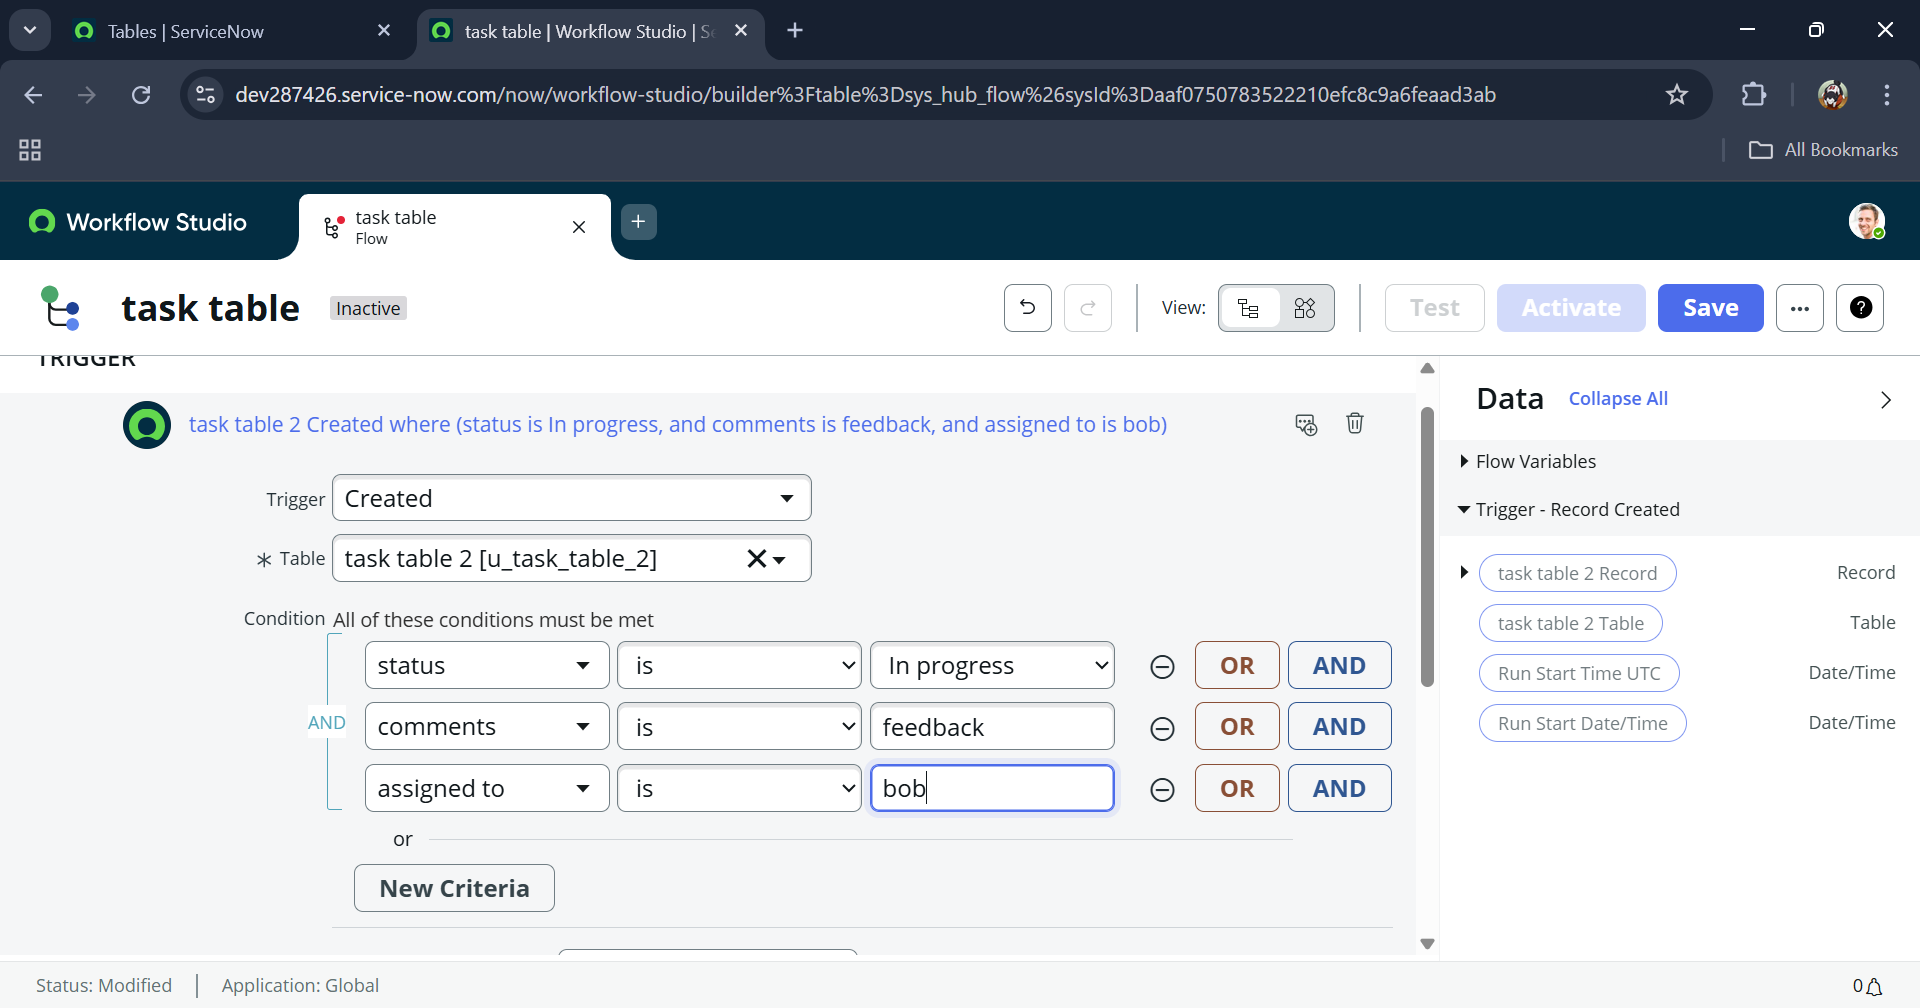 Tables | ServiceNow
task table | Workflow Studio | S
dev287426.service-now.com/now/workflow-studio/builder%3Ftable%3Dsys_hub_flow%26sysId%3Daaf0750783522210efc8c9a6feaad3ab
All Bookmarks
Workflow Studio
task table
Flow
task table
Inactive
View:
Test
Activate
Save
TRIGGER
task table 2 Created where (status is In progress, and comments is feedback, and assigned to is bob)
Trigger
Created
* Table
task table 2 [u_task_table_2]
Condition
All of these conditions must be met
status
is
In progress
OR
AND
AND
comments
is
feedback
OR
AND
assigned to
is
bob
OR
AND
or
New Criteria
Data
Collapse All
Flow Variables
Trigger - Record Created
task table 2 Record
Record
task table 2 Table
Table
Run Start Time UTC
Date/Time
Run Start Date/Time
Date/Time
Status: Modified
Application: Global
0